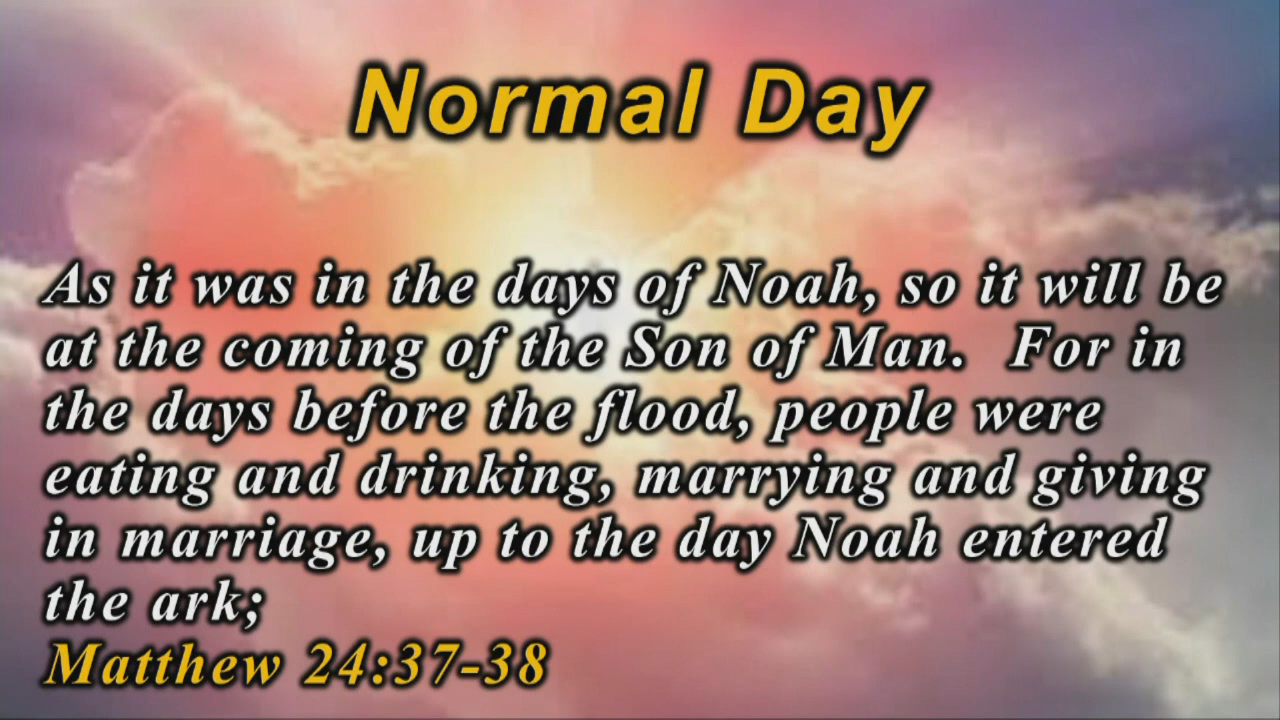 Normal Day
As it was in the days of Noah, so it will be
at the coming of the Son of Man.  For in
the days before the flood, people were
eating and drinking, marrying and giving
in marriage, up to the day Noah entered
the ark;
Matthew 24:37-38